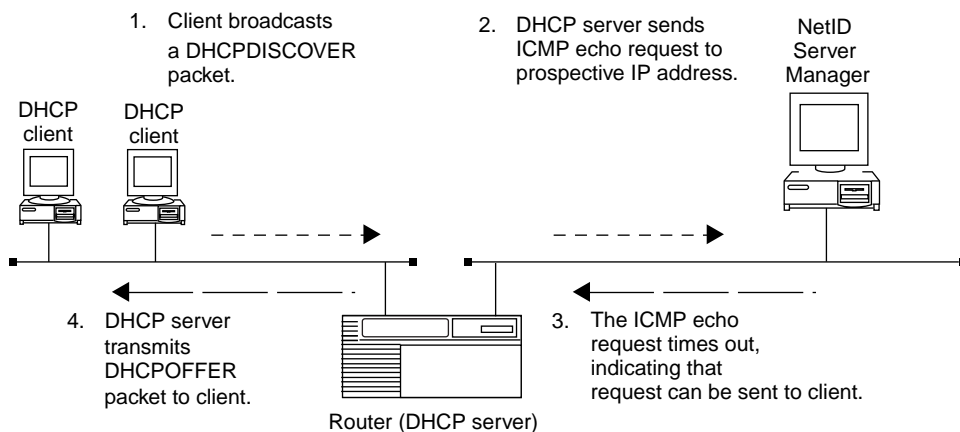 1. Client broadcasts
a DHCPDISCOVER
packet.
2. DHCP server sends
ICMP echo request to
prospective IP address.
NetID
Server
Manager
DHCP
client
DHCP
client
4. DHCP server
transmits
DHCPOFFER
packet to client.
3. The ICMP echo
request times out,
indicating that
request can be sent to client.
Router (DHCP server)